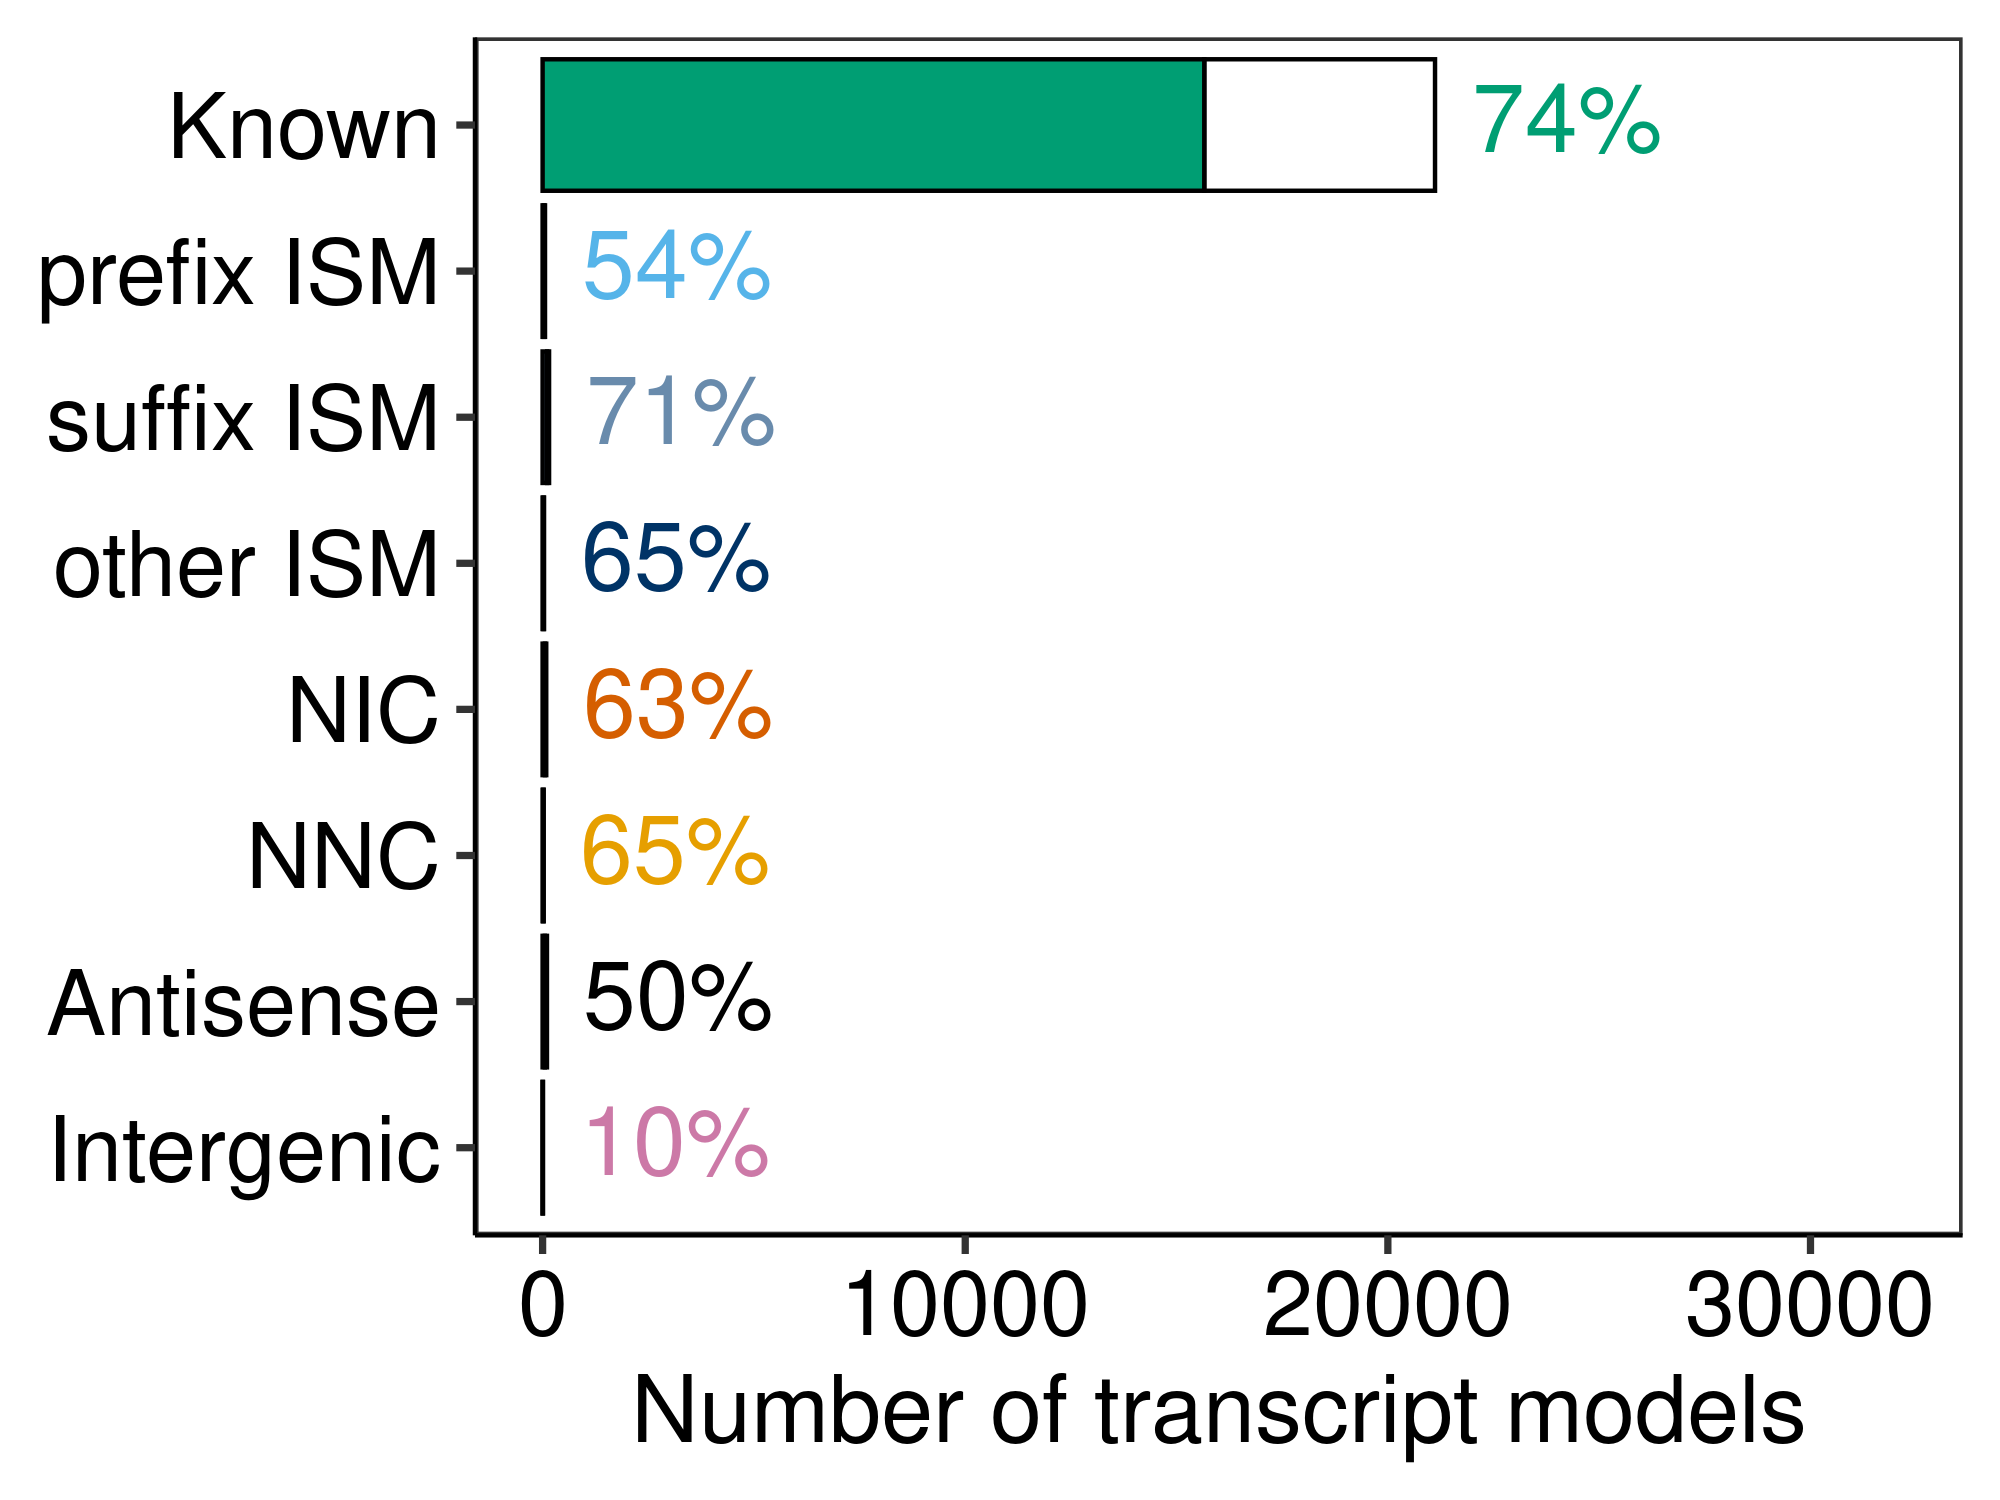 Known 74%
prefix ISM 54%
suffix ISM 71%
other ISM 65%
NIC 63%
NNC 65%
Antisense 50%
Intergenic 10%
0 10000 20000 30000
Number of transcript models